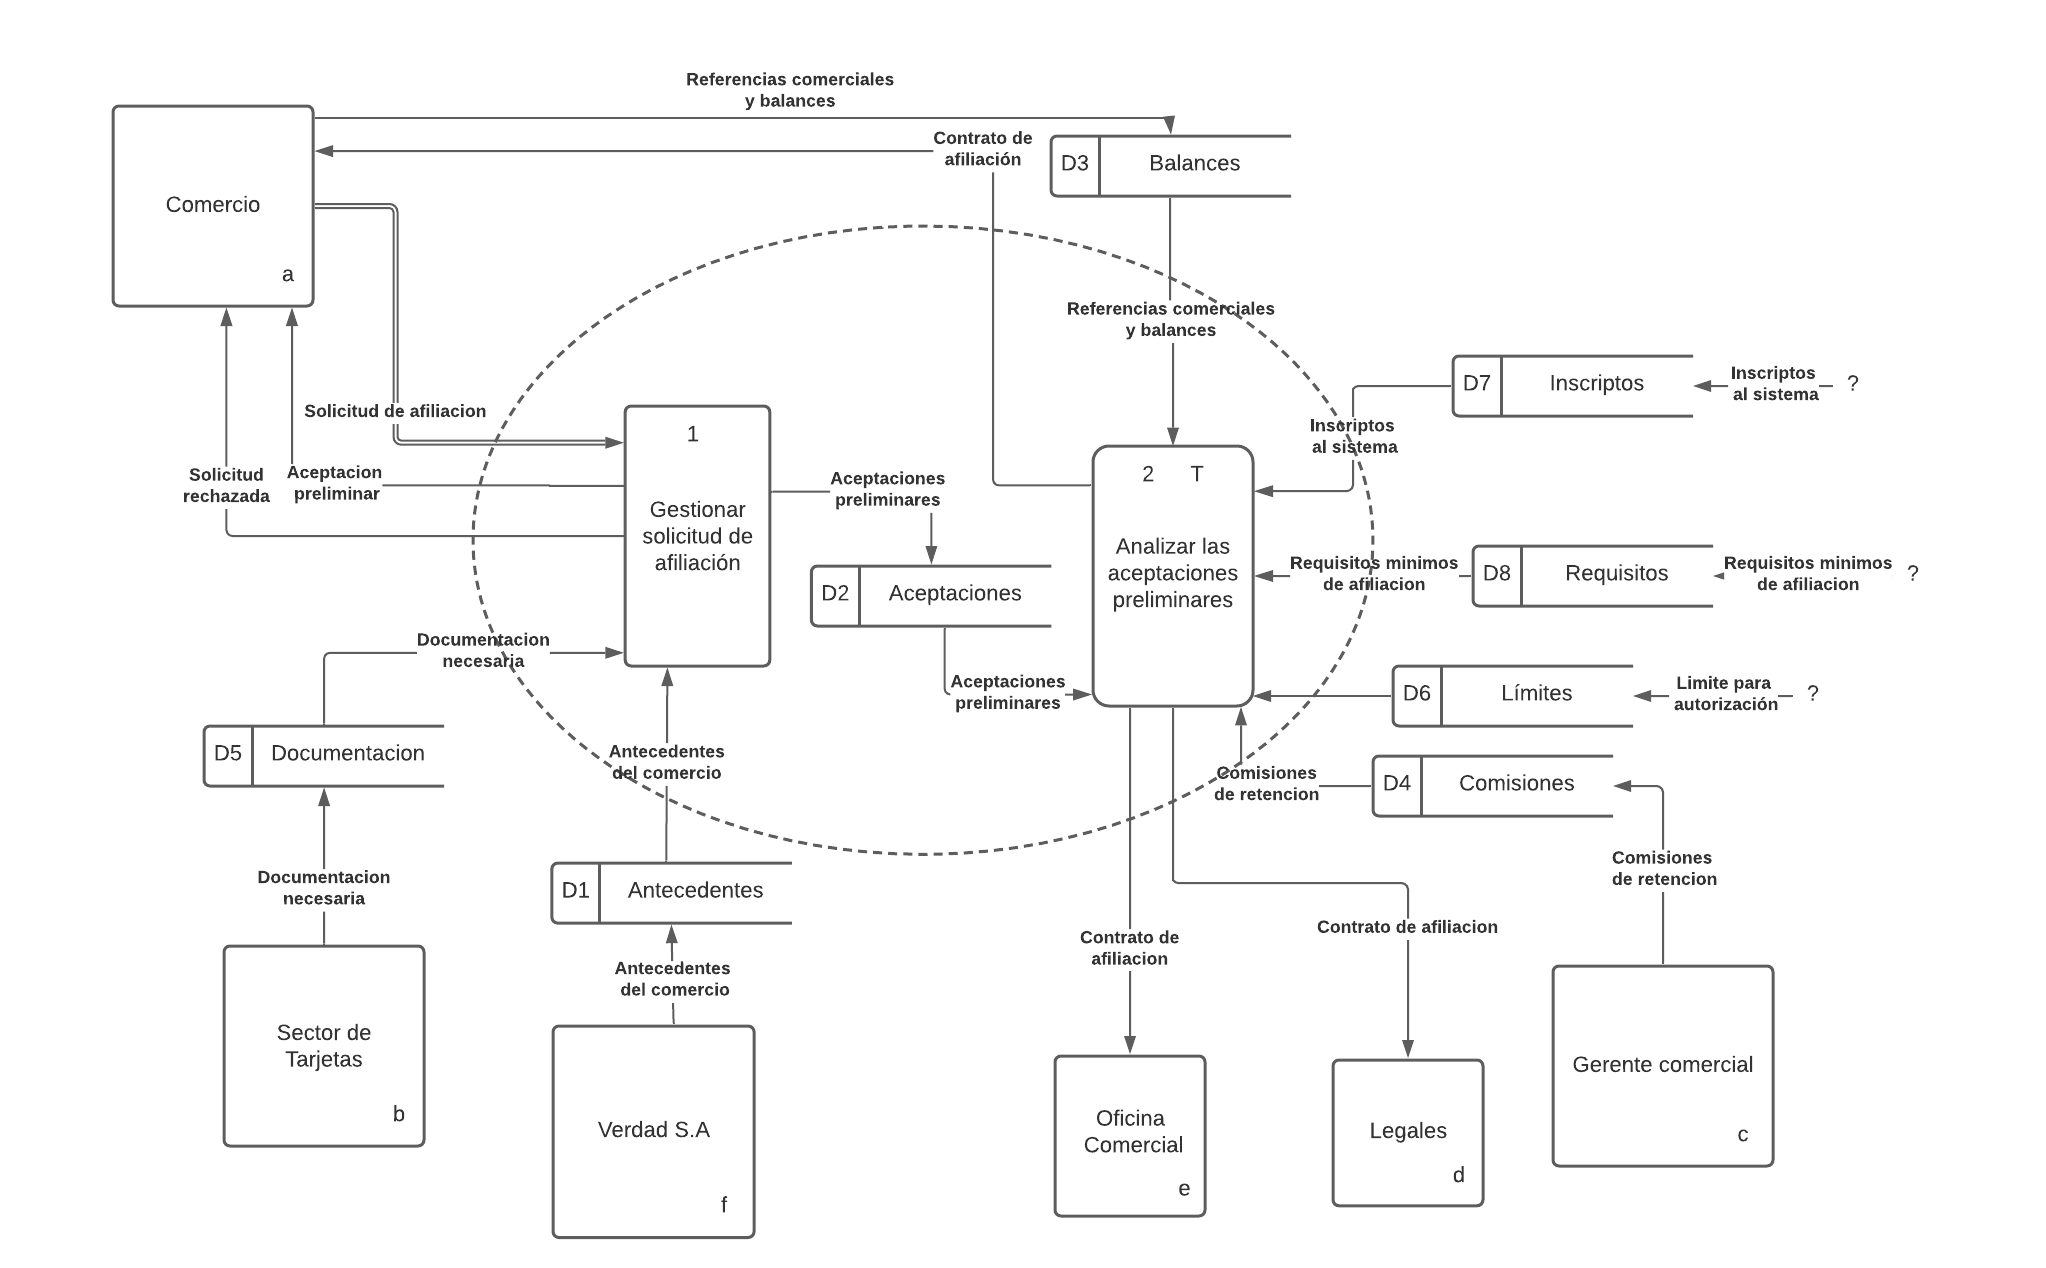 Referencias comerciales
y balances
Contrato de
afiliación
D3
Balances
Comercio
a
Referencias comerciales
y balances
D7
Inscriptos
Inscriptos
al sistema
?
Solicitud de afiliacion
1
Inscriptos
al sistema
Solicitud
rechazada
Aceptacion
preliminar
Aceptaciones
preliminares
2 T
Gestionar
solicitud de
afiliación
Analizar las
aceptaciones
preliminares
Requisitos minimos
de afiliacion
D8
Requisitos
Requisitos minimos
de afiliacion
?
D2
Aceptaciones
Documentacion
necesaria
Aceptaciones
preliminares
D6
Límites
Limite para
autorización
?
D5
Documentacion
Antecedentes
del comercio
Comisiones
de retencion
D4
Comisiones
Documentacion
necesaria
D1
Antecedentes
Comisiones
de retencion
Contrato de
afiliacion
Contrato de afiliacion
Antecedentes
del comercio
Sector de
Tarjetas
b
Verdad S.A
f
Oficina
Comercial
e
Legales
d
Gerente comercial
c